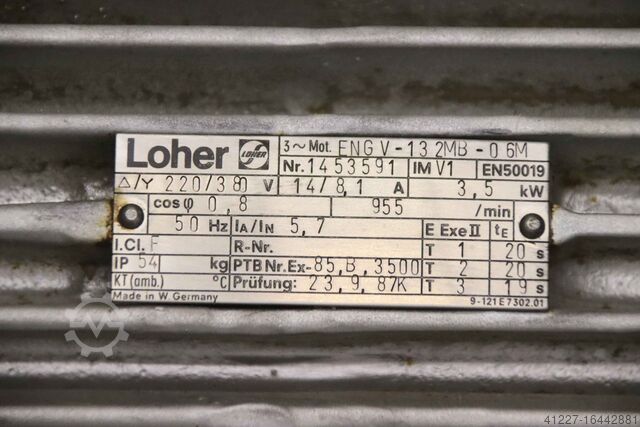 Loher LOHER 3~Mot. ENGV-132MB-06M
Nr. 1453591 IM V1 EN50019
Δ/Y 220/380 V 14/8,1 A 3,5 kW
cosφ 0,8 955 /min
50 Hz IA/IN 5,7 E Exe II tE
I.Cl. F R-Nr. T 1 20 s
IP 54 kg PTB Nr. Ex-85,B,3500 T 2 20 s
KT(amb.) °C Prüfung: 23,9,87K T 3 19 s
Made in W. Germany 9-121E7302.01
41227-16442881